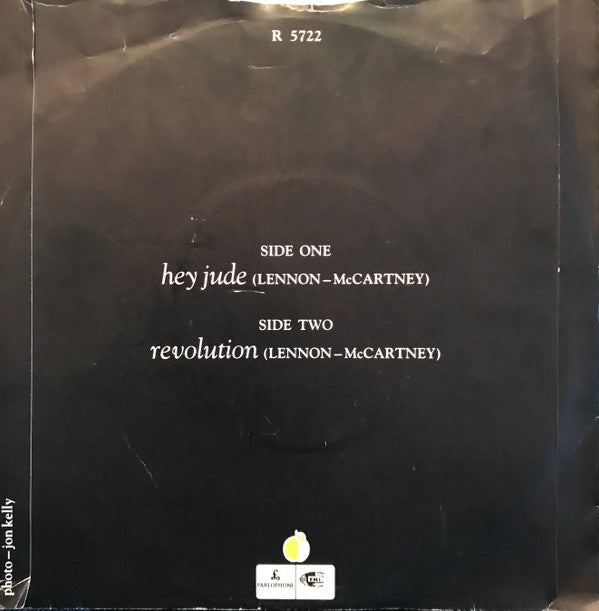 R 5722
SIDE ONE
hey jude (LENNON–McCARTNEY)
SIDE TWO
revolution (LENNON–McCARTNEY)
photo–jon kelly
PARLOPHONE
EMI